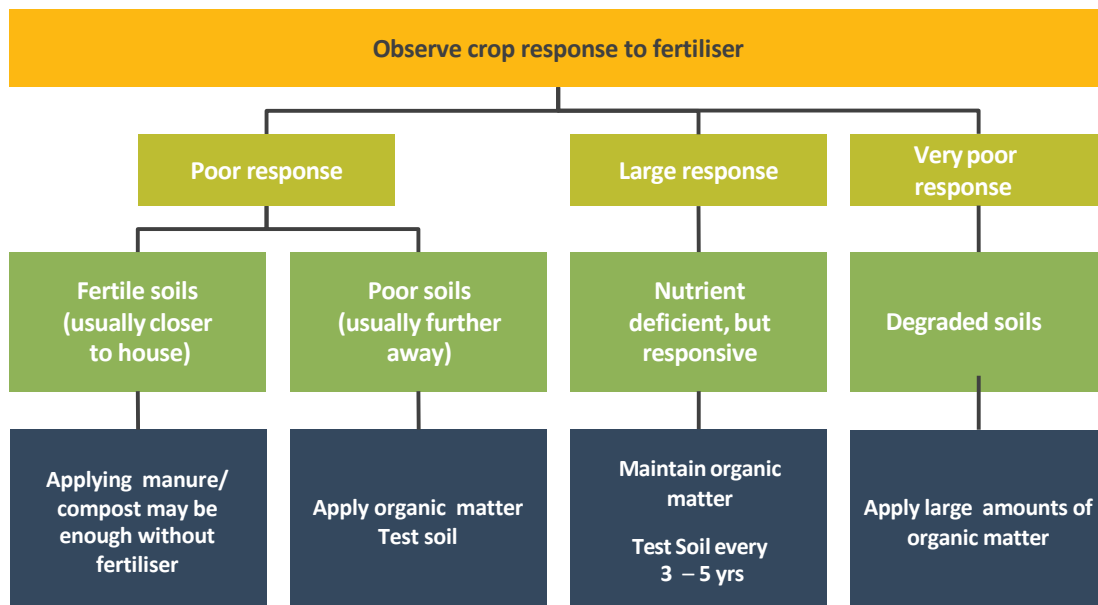 Observe crop response to fertiliser
Poor response
Large response
Very poor
response
Fertile soils
(usually closer
to house)
Poor soils
(usually further
away)
Nutrient
deficient, but
responsive
Degraded soils
Applying manure/
compost may be
enough without
fertiliser
Apply organic matter
Test soil
Maintain organic
matter
Test Soil every
3 – 5 yrs
Apply large amounts of
organic matter